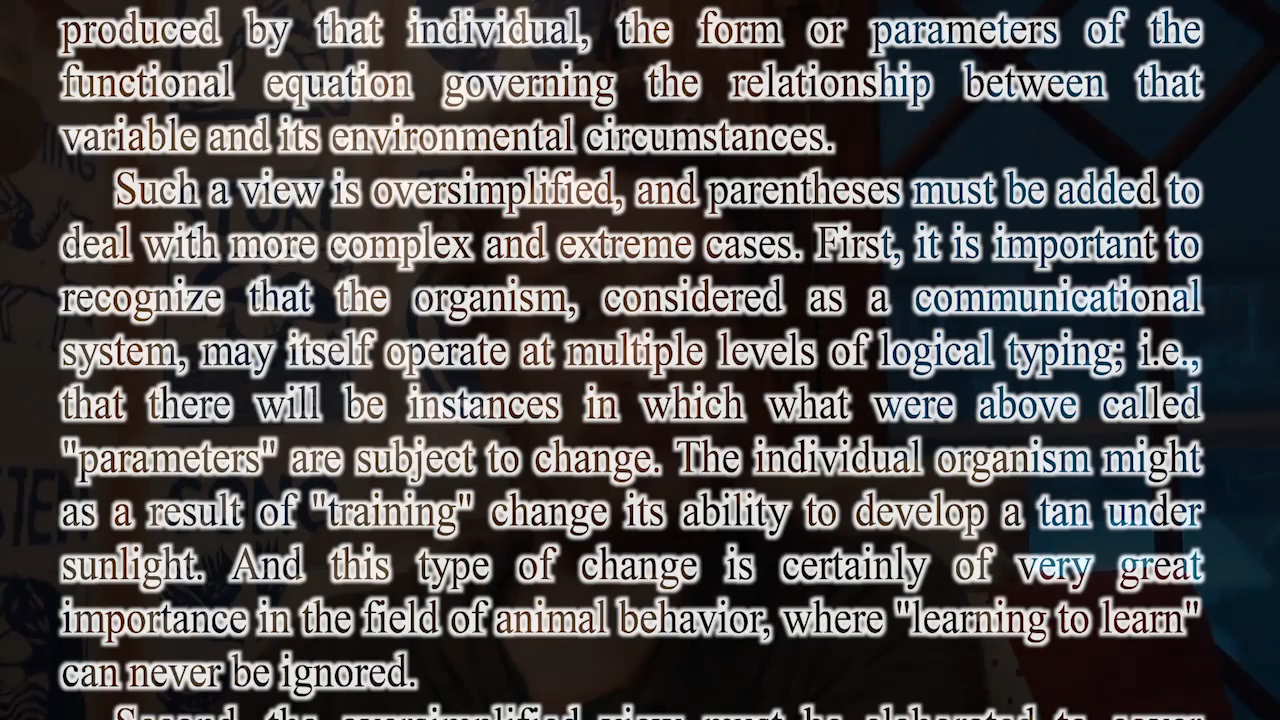 produced by that individual, the form or parameters of the
functional equation governing the relationship between that
variable and its environmental circumstances.
Such a view is oversimplified, and parentheses must be added to
deal with more complex and extreme cases. First, it is important to
recognize that the organism, considered as a communicational
system, may itself operate at multiple levels of logical typing; i.e.,
that there will be instances in which what were above called
"parameters" are subject to change. The individual organism might
as a result of "training" change its ability to develop a tan under
sunlight. And this type of change is certainly of very great
importance in the field of animal behavior, where "learning to learn"
can never be ignored.
Second, the oversimplified view must be elaborated to cover